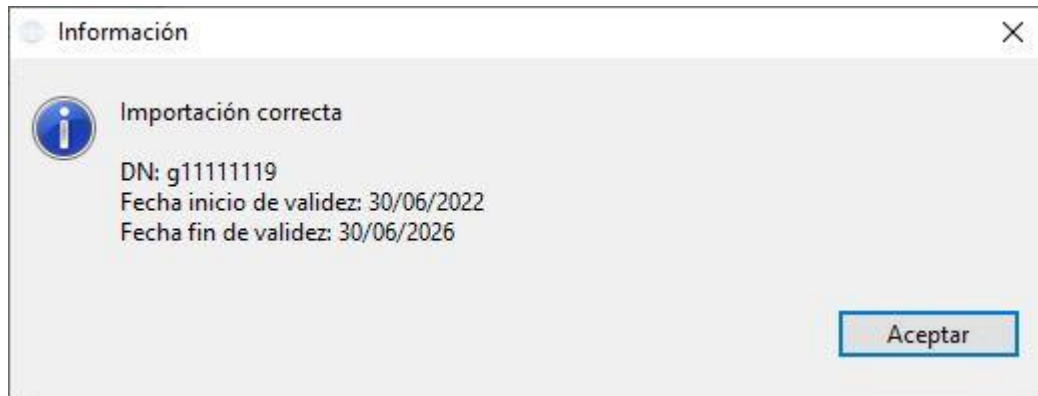 Información
Importación correcta
DN: g11111119
Fecha inicio de validez: 30/06/2022
Fecha fin de validez: 30/06/2026
Aceptar